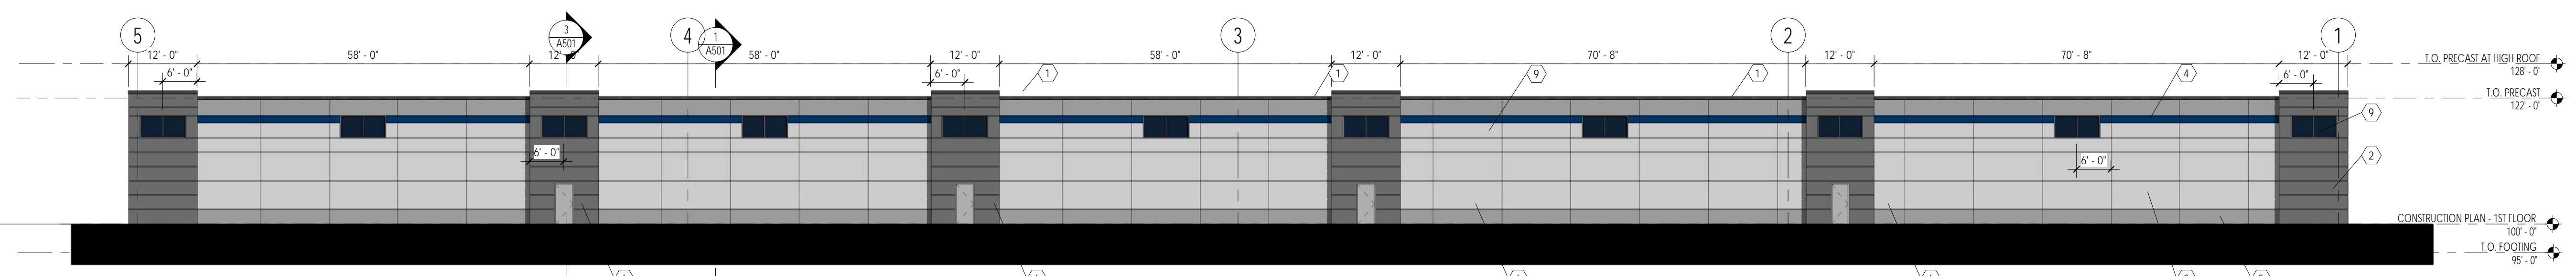 5
3
A501
4
1
A501
3
2
1
12' - 0"
58' - 0"
12' - 0"
58' - 0"
12' - 0"
58' - 0"
12' - 0"
70' - 8"
12' - 0"
70' - 8"
12' - 0"
T.O. PRECAST AT HIGH ROOF
128' - 0"
6' - 0"
6' - 0"
1
1
9
1
4
6' - 0"
T.O. PRECAST
122' - 0"
9
6' - 0"
6' - 0"
2
CONSTRUCTION PLAN - 1ST FLOOR
100' - 0"
T.O. FOOTING
95' - 0"